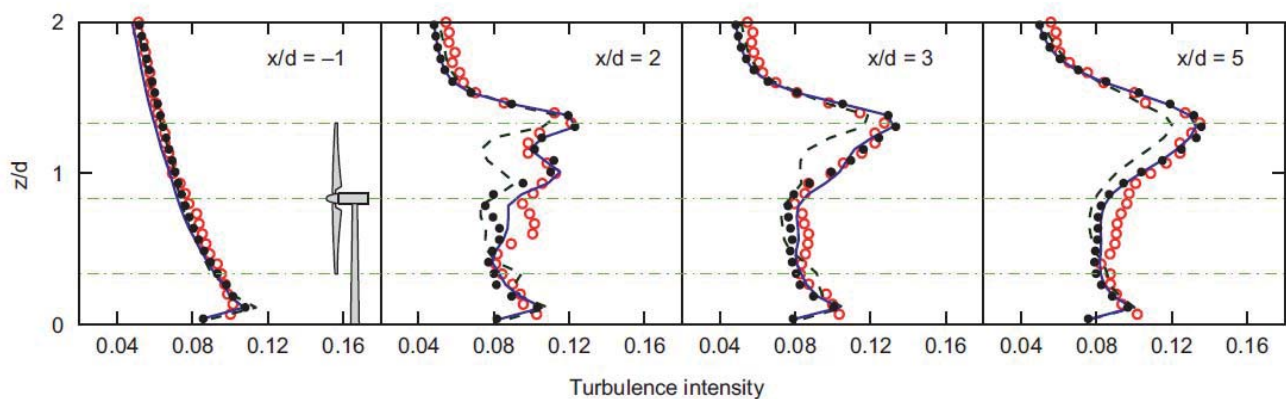 2
x/d = –1
x/d = 2
x/d = 3
x/d = 5
z/d
1
0
0.04 0.08 0.12 0.16 0.04 0.08 0.12 0.16 0.04 0.08 0.12 0.16 0.04 0.08 0.12 0.16
Turbulence intensity